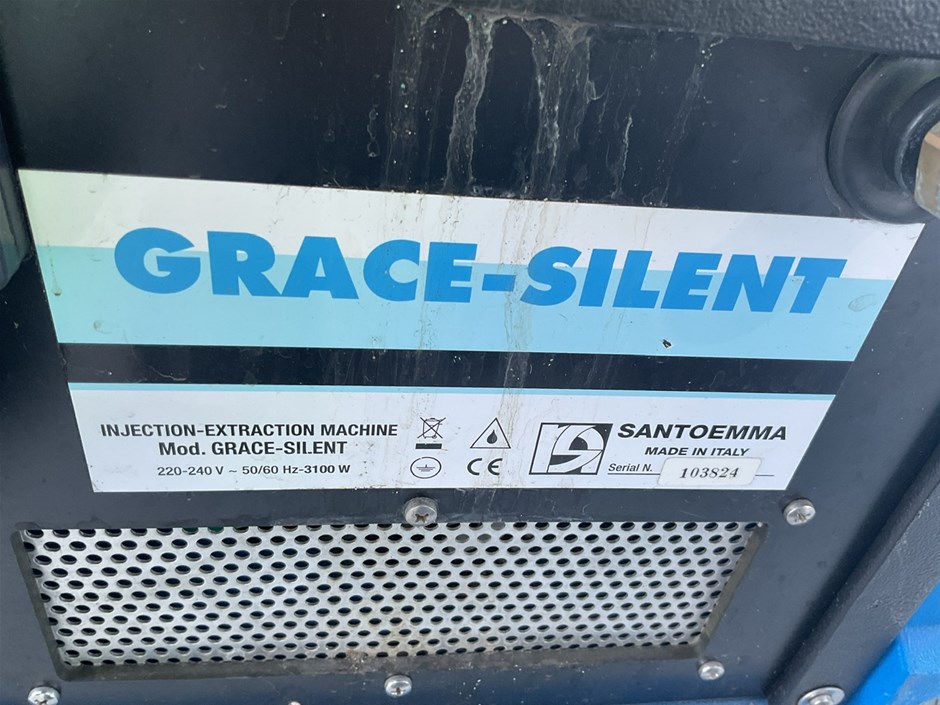 GRACE-SILENT
INJECTION-EXTRACTION MACHINE
Mod. GRACE-SILENT
220-240 V ~ 50/60 Hz-3100 W
CE
SANTOEMMA
MADE IN ITALY
Serial N. 103824